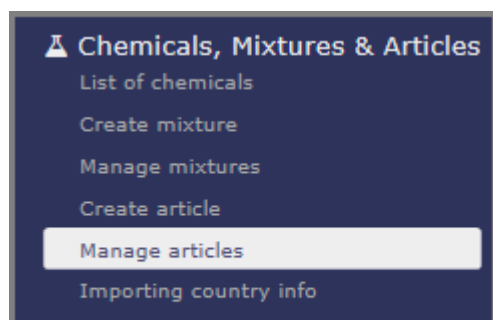 Chemicals, Mixtures & Articles
List of chemicals
Create mixture
Manage mixtures
Create article
Manage articles
Importing country info